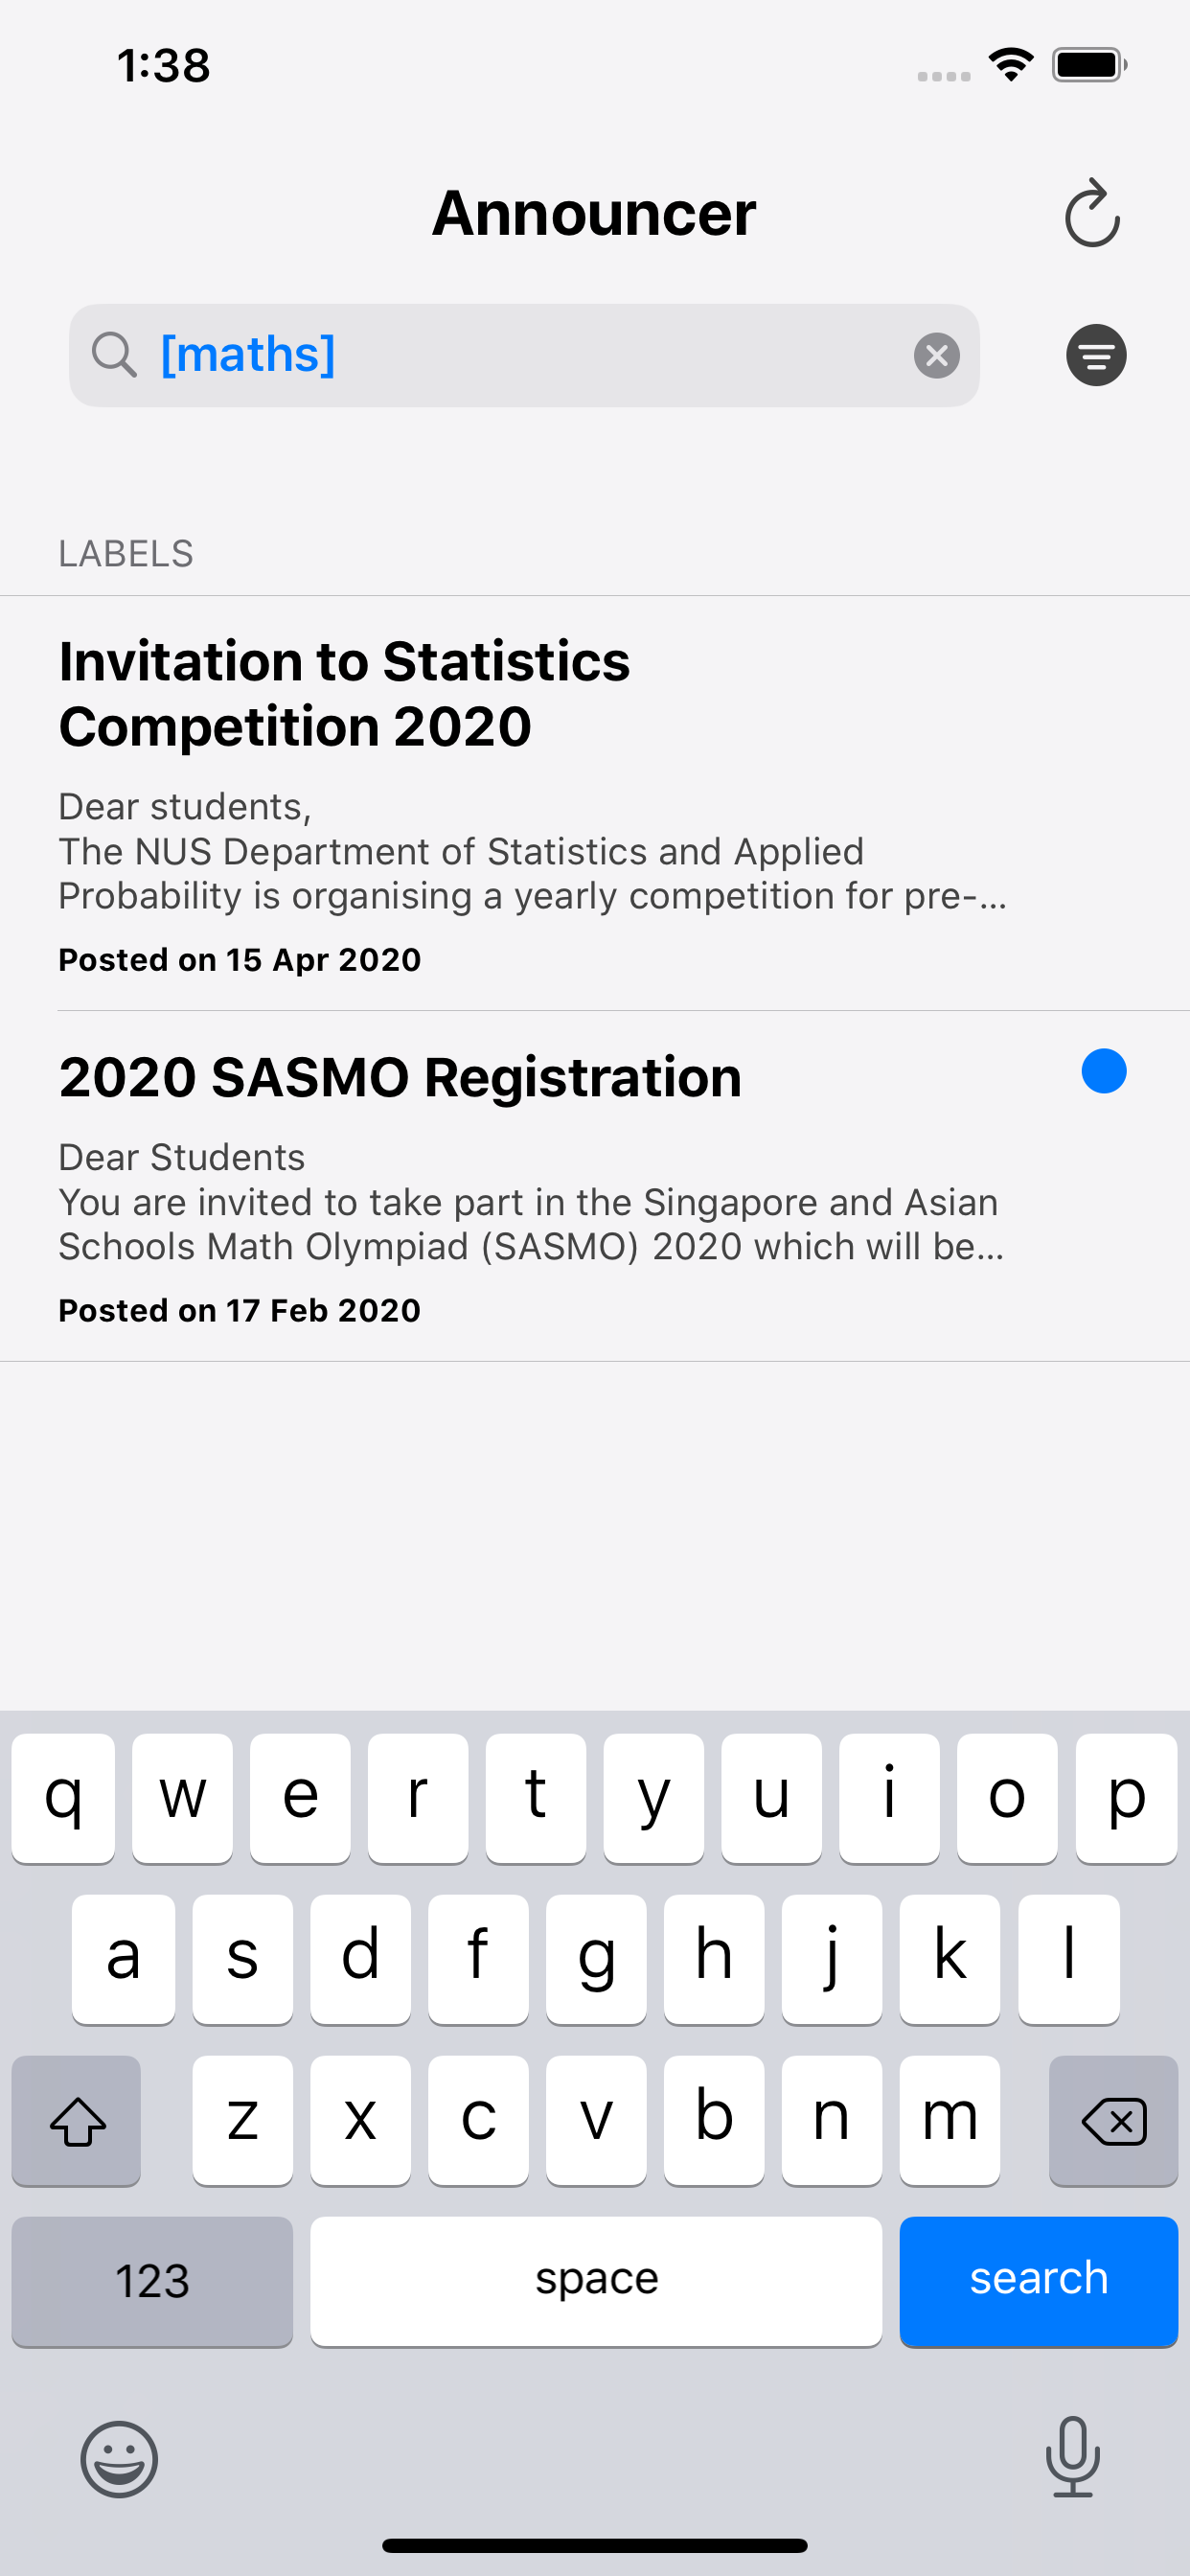 1:38
Announcer
[maths]
LABELS
Invitation to Statistics
Competition 2020
Dear students,
The NUS Department of Statistics and Applied
Probability is organising a yearly competition for pre-...
Posted on 15 Apr 2020
2020 SASMO Registration
Dear Students
You are invited to take part in the Singapore and Asian
Schools Math Olympiad (SASMO) 2020 which will be...
Posted on 17 Feb 2020
q w e r t y u i o p
a s d f g h j k l
z x c v b n m
123 space search